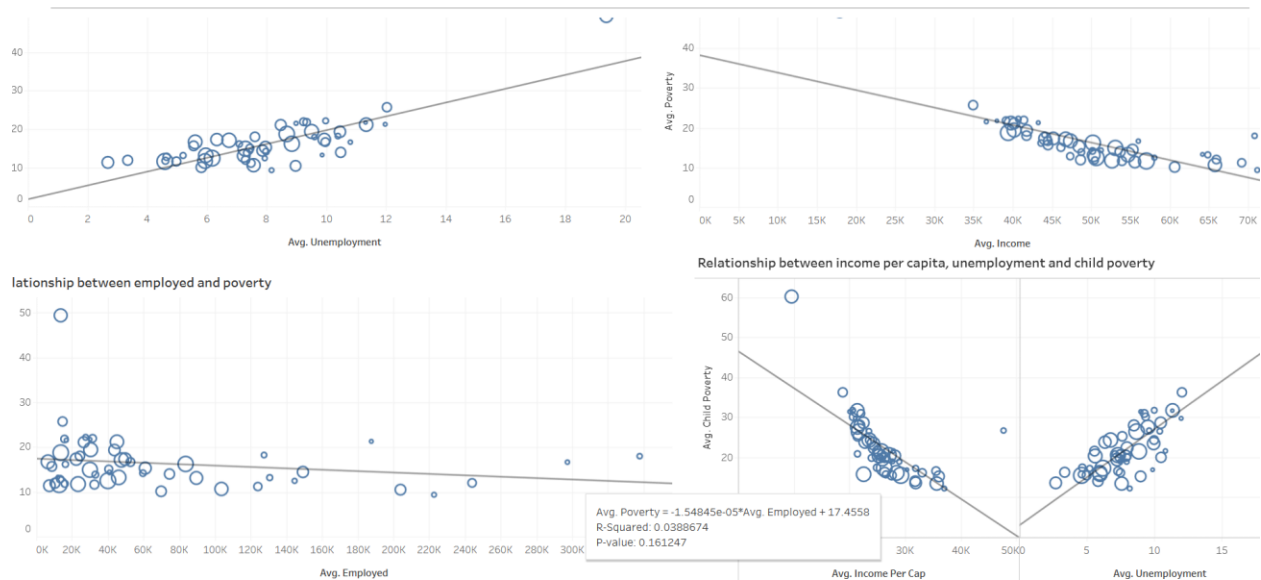 40
30
20
10
0
0 2 4 6 8 10 12 14 16 18 20
Avg. Unemployment
Avg. Poverty
40
30
20
10
0
0K 5K 10K 15K 20K 25K 30K 35K 40K 45K 50K 55K 60K 65K 70K
Avg. Income
lationship between employed and poverty
50
40
30
20
10
0
0K 20K 40K 60K 80K 100K 120K 140K 160K 180K 200K 220K 240K 260K 280K 300K
Avg. Employed
Relationship between income per capita, unemployment and child poverty
Avg. Child Poverty
60
50
40
30
20
10
30K 40K 50K
Avg. Income Per Cap
0 5 10 15
Avg. Unemployment
Avg. Poverty = -1.54845e-05*Avg. Employed + 17.4558
R-Squared: 0.0388674
P-value: 0.161247